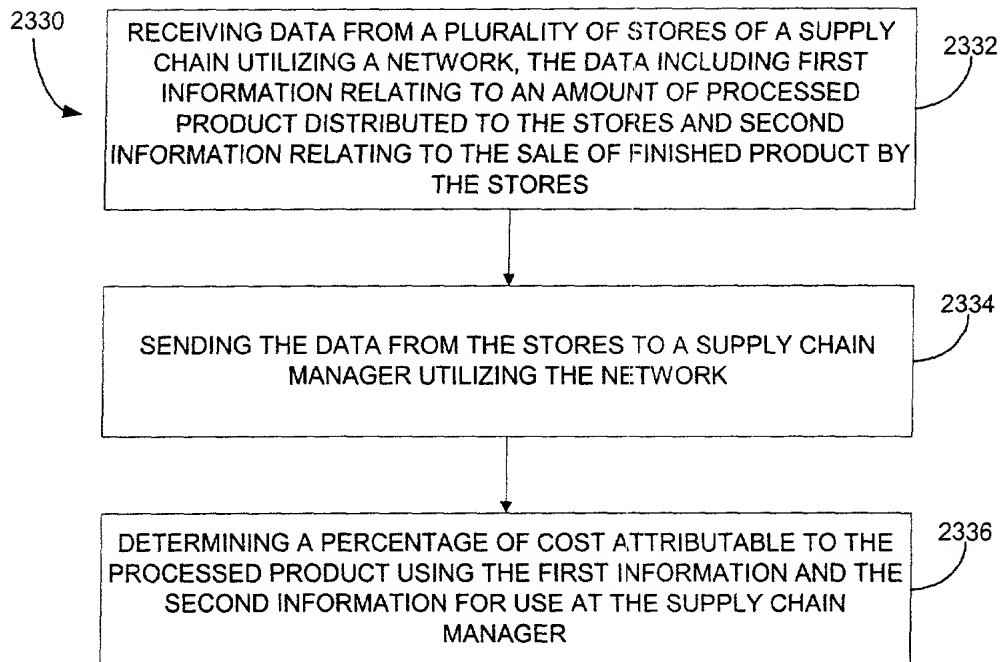 2330
RECEIVING DATA FROM A PLURALITY OF STORES OF A SUPPLY
CHAIN UTILIZING A NETWORK, THE DATA INCLUDING FIRST
INFORMATION RELATING TO AN AMOUNT OF PROCESSED
PRODUCT DISTRIBUTED TO THE STORES AND SECOND
INFORMATION RELATING TO THE SALE OF FINISHED PRODUCT BY
THE STORES
2332
SENDING THE DATA FROM THE STORES TO A SUPPLY CHAIN
MANAGER UTILIZING THE NETWORK
2334
DETERMINING A PERCENTAGE OF COST ATTRIBUTABLE TO THE
PROCESSED PRODUCT USING THE FIRST INFORMATION AND THE
SECOND INFORMATION FOR USE AT THE SUPPLY CHAIN
MANAGER
2336